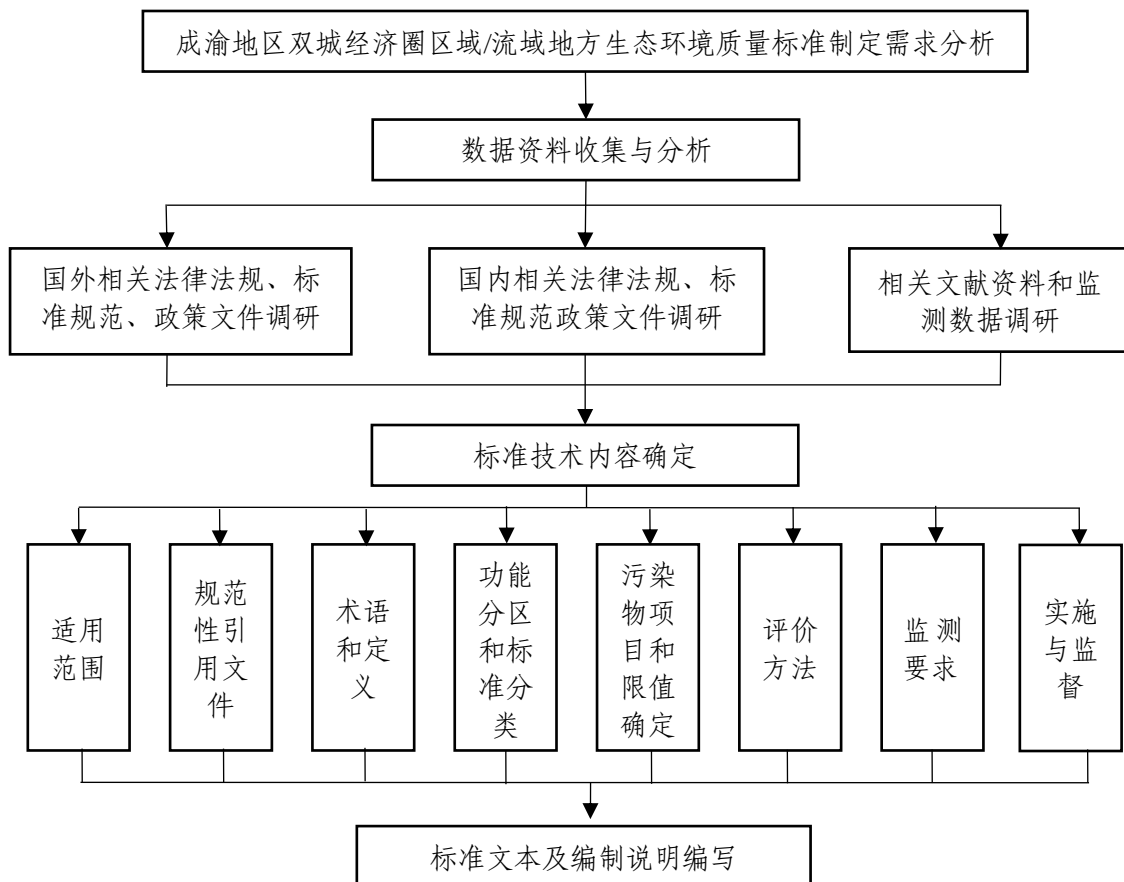 成渝地区双城经济圈区域/流域地方生态环境质量标准制定需求分析
数据资料收集与分析
国外相关法律法规、标
准规范、政策文件调研
国内相关法律法规、标
准规范政策文件调研
相关文献资料和监
测数据调研
标准技术内容确定
适用
范围
规范
性引
用文
件
术语
和定
义
功能
分区
和标
准分
类
污染
物项
目和
限值
确定
评价
方法
监测
要求
实施
与监
督
标准文本及编制说明编写